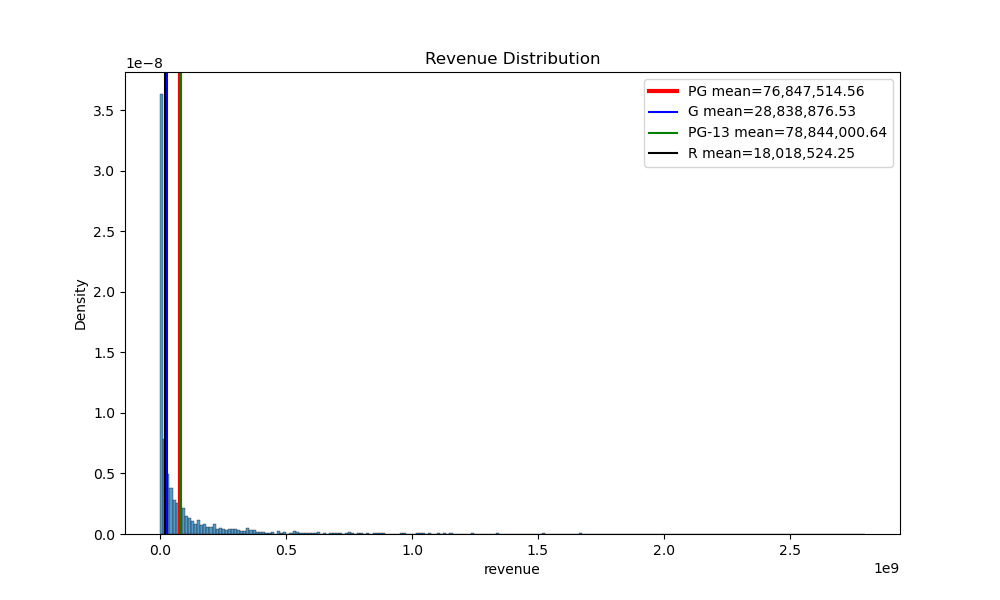 Revenue Distribution
1e−8
PG mean=76,847,514.56
G mean=28,838,876.53
PG-13 mean=78,844,000.64
R mean=18,018,524.25
3.5
3.0
2.5
2.0
1.5
1.0
0.5
0.0
Density
0.0 0.5 1.0 1.5 2.0 2.5
revenue
1e9